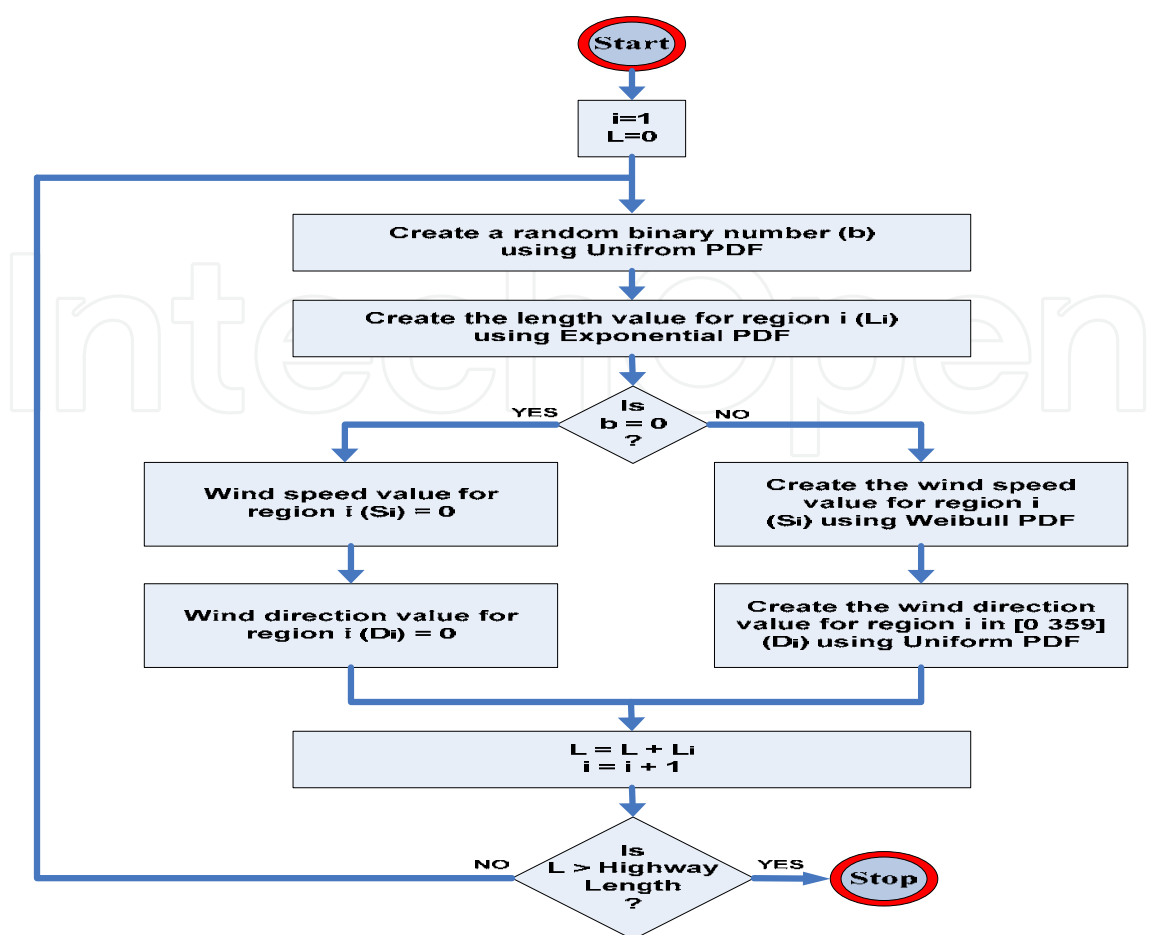 Start
i=1
L=0
Create a random binary number (b)
using Unifrom PDF
Create the length value for region i (Li)
using Exponential PDF
Is
b = 0
?
YES
NO
Wind speed value for
region i (Si) = 0
Create the wind speed
value for region i
(Si) using Weibull PDF
Wind direction value for
region i (Di) = 0
Create the wind direction
value for region i in [0 359]
(Di) using Uniform PDF
L = L + Li
i = i + 1
Is
L > Highway
Length
?
NO
YES
Stop
IntechOpen